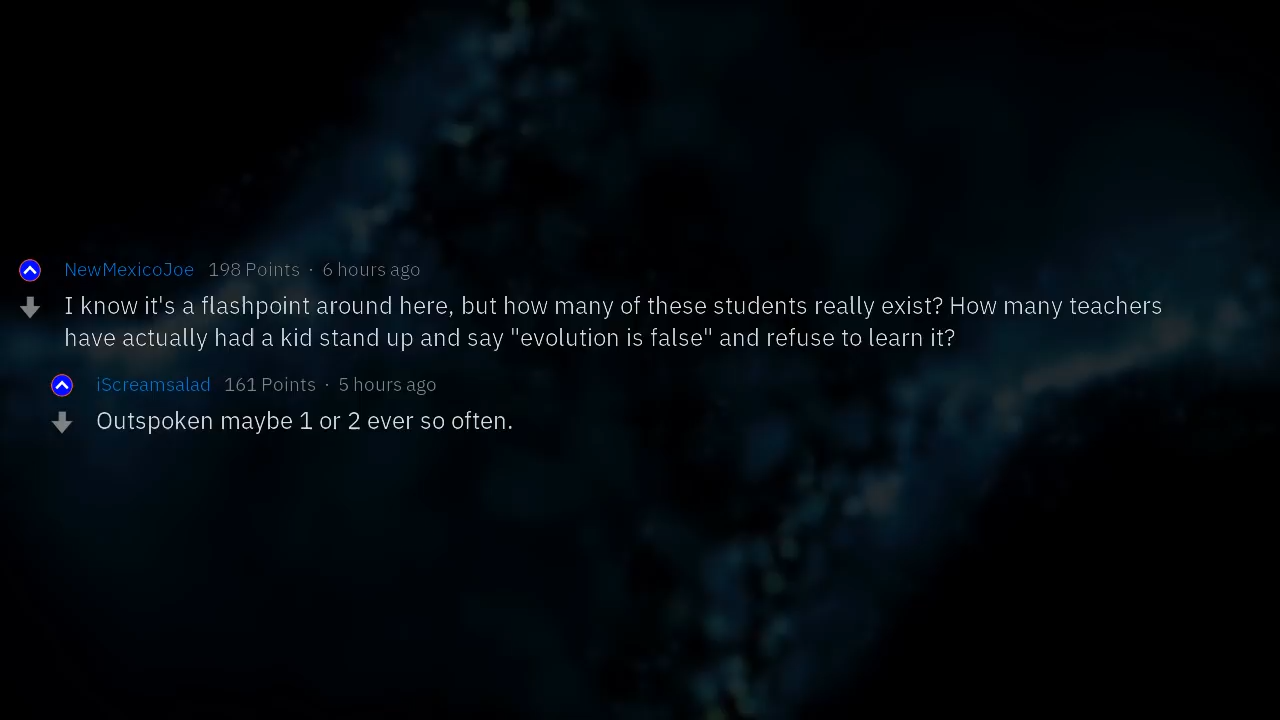 NewMexicoJoe 198 Points · 6 hours ago
I know it's a flashpoint around here, but how many of these students really exist? How many teachers
have actually had a kid stand up and say "evolution is false" and refuse to learn it?
iScreamsalad 161 Points · 5 hours ago
Outspoken maybe 1 or 2 ever so often.